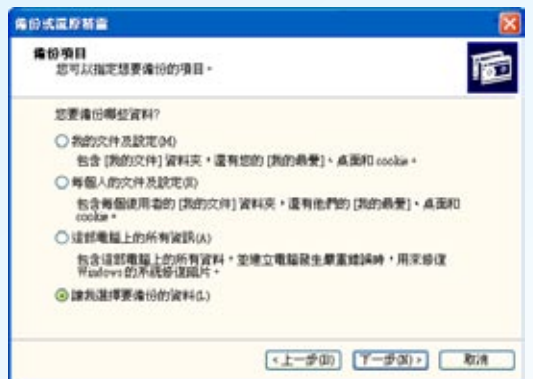 備份或還原精靈
備份項目
您可以指定想要備份的項目。
您要備份哪些資料?
我的文件及設定(M)
包含 [我的文件] 資料夾，還有您的 [我的最愛]、桌面和 cookie。
每個人的文件及設定(E)
包含每個使用者的 [我的文件] 資料夾，還有他們的 [我的最愛]、桌面和
cookie。
這部電腦上的所有資訊(A)
包含這部電腦上的所有資料，並建立電腦發生嚴重錯誤時，用來修復
Windows 的系統修復磁片。
讓我選擇要備份的資料(L)
<上一步(B) 下一步(N)> 取消